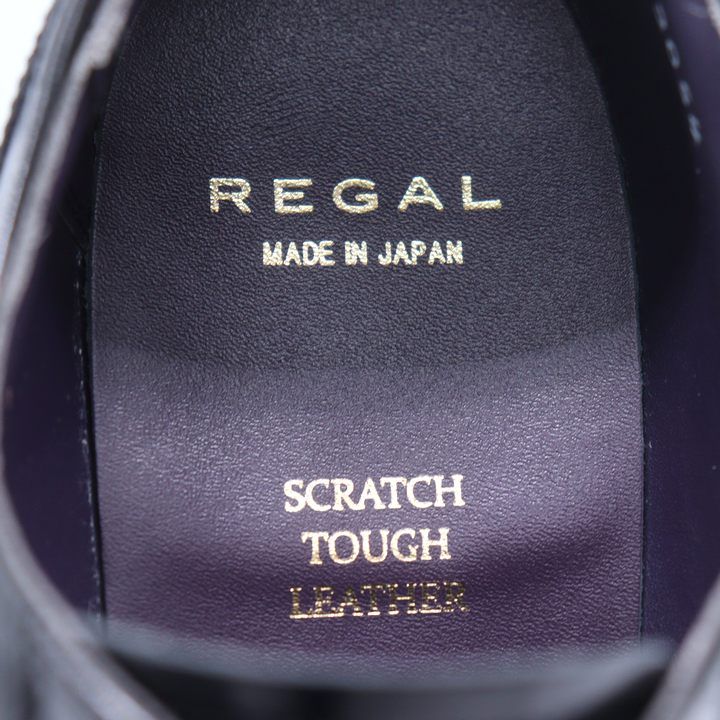 REGAL
MADE IN JAPAN
SCRATCH
TOUGH
LEATHER